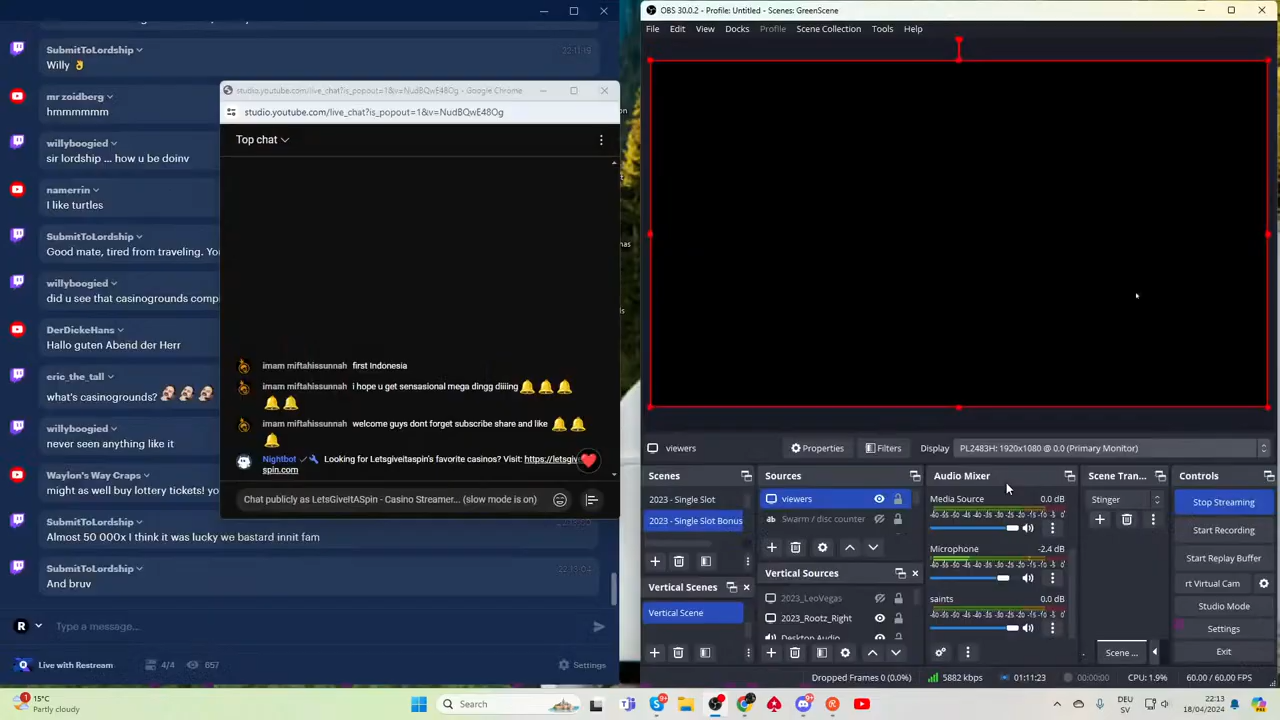 SubmitToLordship
22:11:19
Willy
mr zoidberg
hmmmmmm
willyboogied
sir lordship ... how u be doinv
namerrin
I like turtles
SubmitToLordship
Good mate, tired from traveling. Yo
willyboogied
did u see that casinogrounds comp
DerDickeHans
Hallo guten Abend der Herr
eric_the_tall
what's casinogrounds?
willyboogied
never seen anything like it
Waylon's Way Craps
might as well buy lottery tickets! yo
SubmitToLordship
Almost 50 000x I think it was lucky we bastard innit fam
SubmitToLordship
22:13:04
And bruv
R
Type a message...
Live with Restream
4/4
657
Settings
studio.youtube.com/live_chat?is_popout=1&v=NudBQwE48Og - Google Chrome
studio.youtube.com/live_chat?is_popout=1&v=NudBQwE48Og
Top chat
imam miftahissunnah first Indonesia
imam miftahissunnah i hope u get sensasional mega dingg diiiing
imam miftahissunnah welcome guys dont forget subscribe share and like
Nightbot Looking for Letsgiveitaspin's favorite casinos? Visit: https://letsgiv
spin.com
Chat publicly as LetsGiveItASpin - Casino Streamer... (slow mode is on)
OBS 30.0.2 - Profile: Untitled - Scenes: GreenScene
File Edit View Docks Profile Scene Collection Tools Help
viewers
Properties
Filters
Display
PL2483H: 1920x1080 @ 0,0 (Primary Monitor)
Scenes
2023 - Single Slot
2023 - Single Slot Bonus
Vertical Scenes
Vertical Scene
Sources
viewers
Swarm / disc counter
Vertical Sources
2023_LeoVegas
2023_Rootz_Right
Desktop Audio
Audio Mixer
Media Source 0.0 dB
Microphone -2.4 dB
saints 0.0 dB
Scene Tran...
Stinger
Scene ...
Controls
Stop Streaming
Start Recording
Start Replay Buffer
rt Virtual Cam
Studio Mode
Settings
Exit
Dropped Frames 0 (0.0%)
5882 kbps
01:11:23
00:00:00
CPU: 1.9%
60.00 / 60.00 FPS
15°C
Partly cloudy
Search
DEU
SV
22:13
18/04/2024